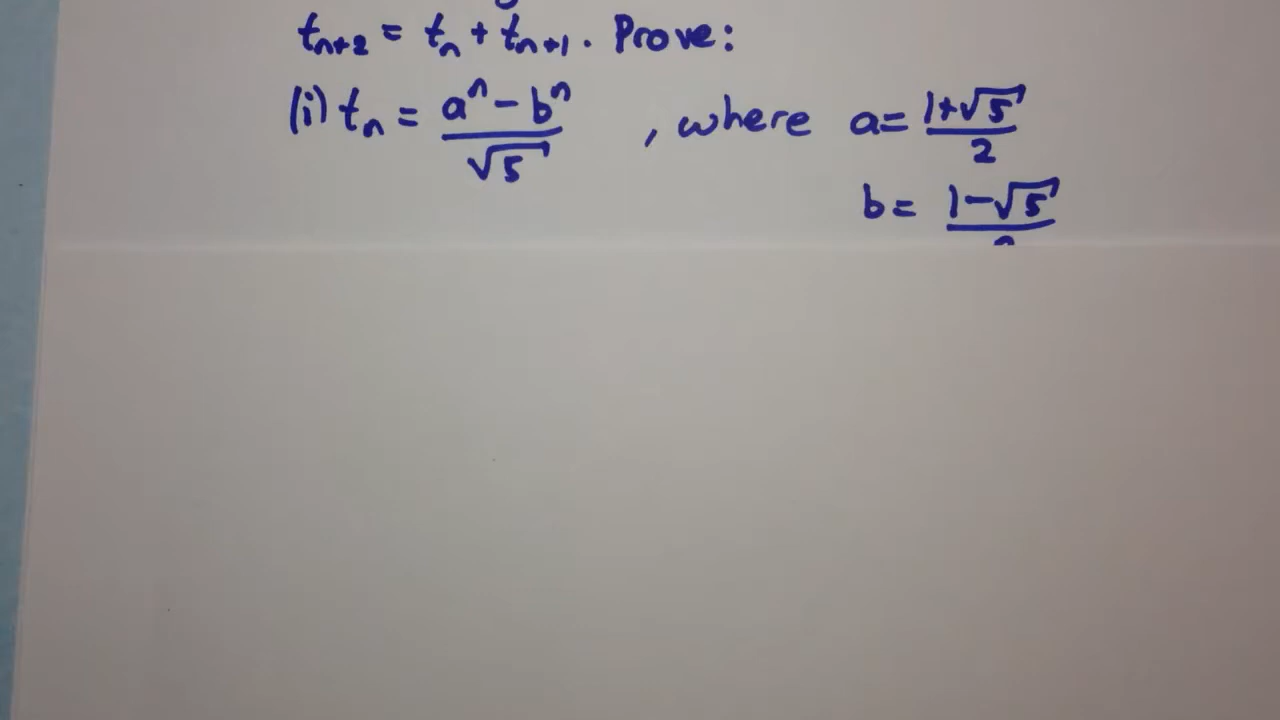 tn+2 = tn + tn+1. Prove:
(i) tn = (a^n - b^n)/√5 , where a = (1+√5)/2
b = (1-√5)/